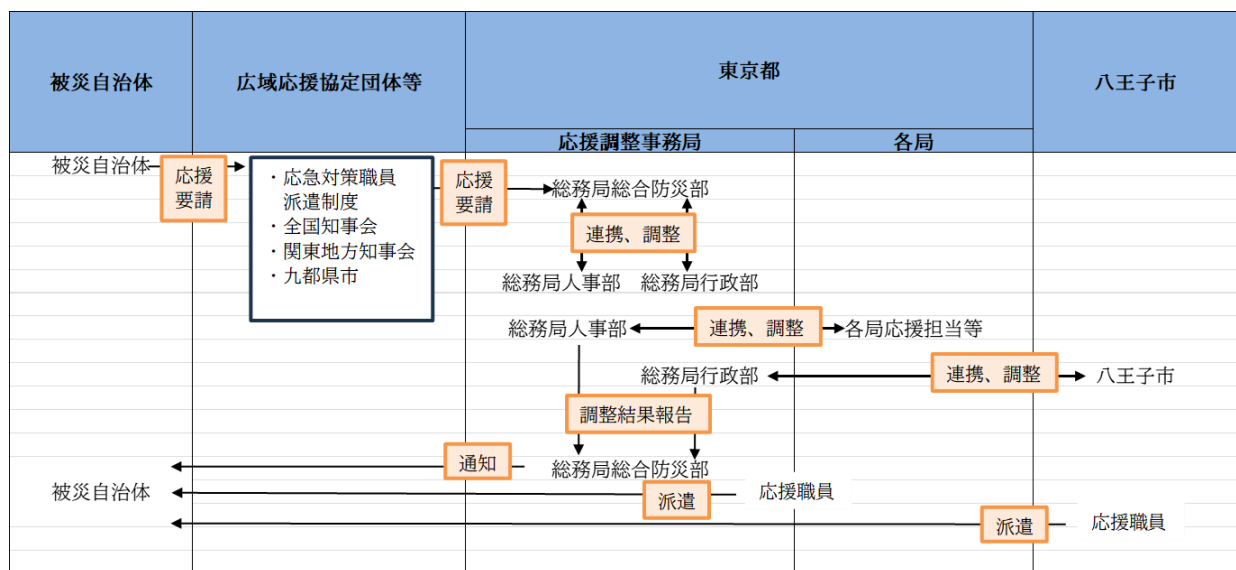 被災自治体
広域応援協定団体等
東京都
八王子市
応援調整事務局
各局
被災自治体
応援
要請
・応急対策職員
派遣制度
・全国知事会
・関東地方知事会
・九都県市
応援
要請
総務局総合防災部
連携、調整
総務局人事部
総務局行政部
総務局人事部
連携、調整
各局応援担当等
総務局行政部
連携、調整
八王子市
調整結果報告
通知
総務局総合防災部
被災自治体
派遣
応援職員
派遣
応援職員